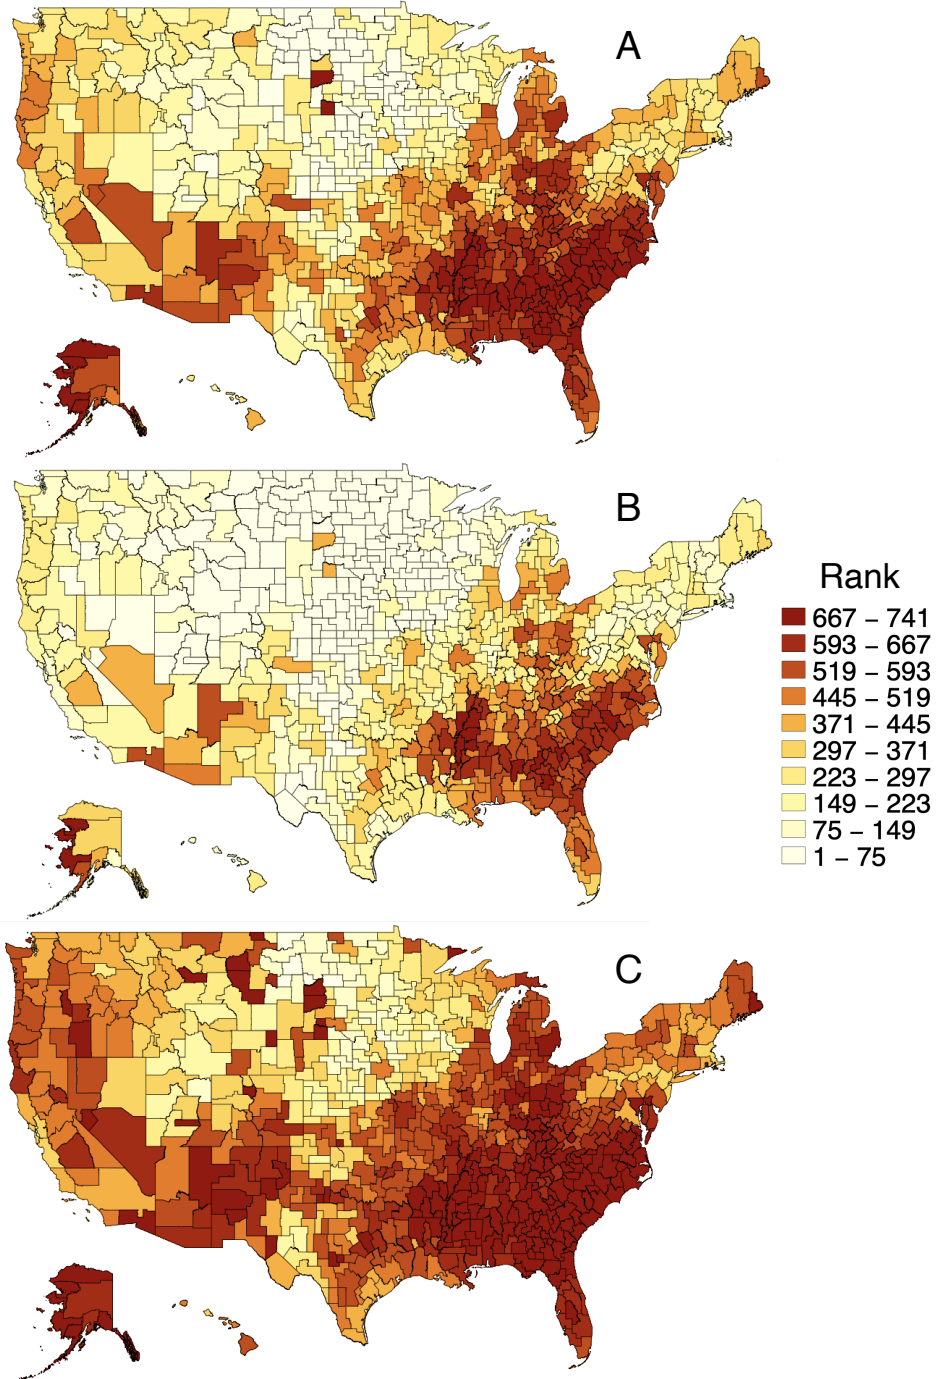 A
B
Rank
667 – 741
593 – 667
519 – 593
445 – 519
371 – 445
297 – 371
223 – 297
149 – 223
75 – 149
1 – 75
C